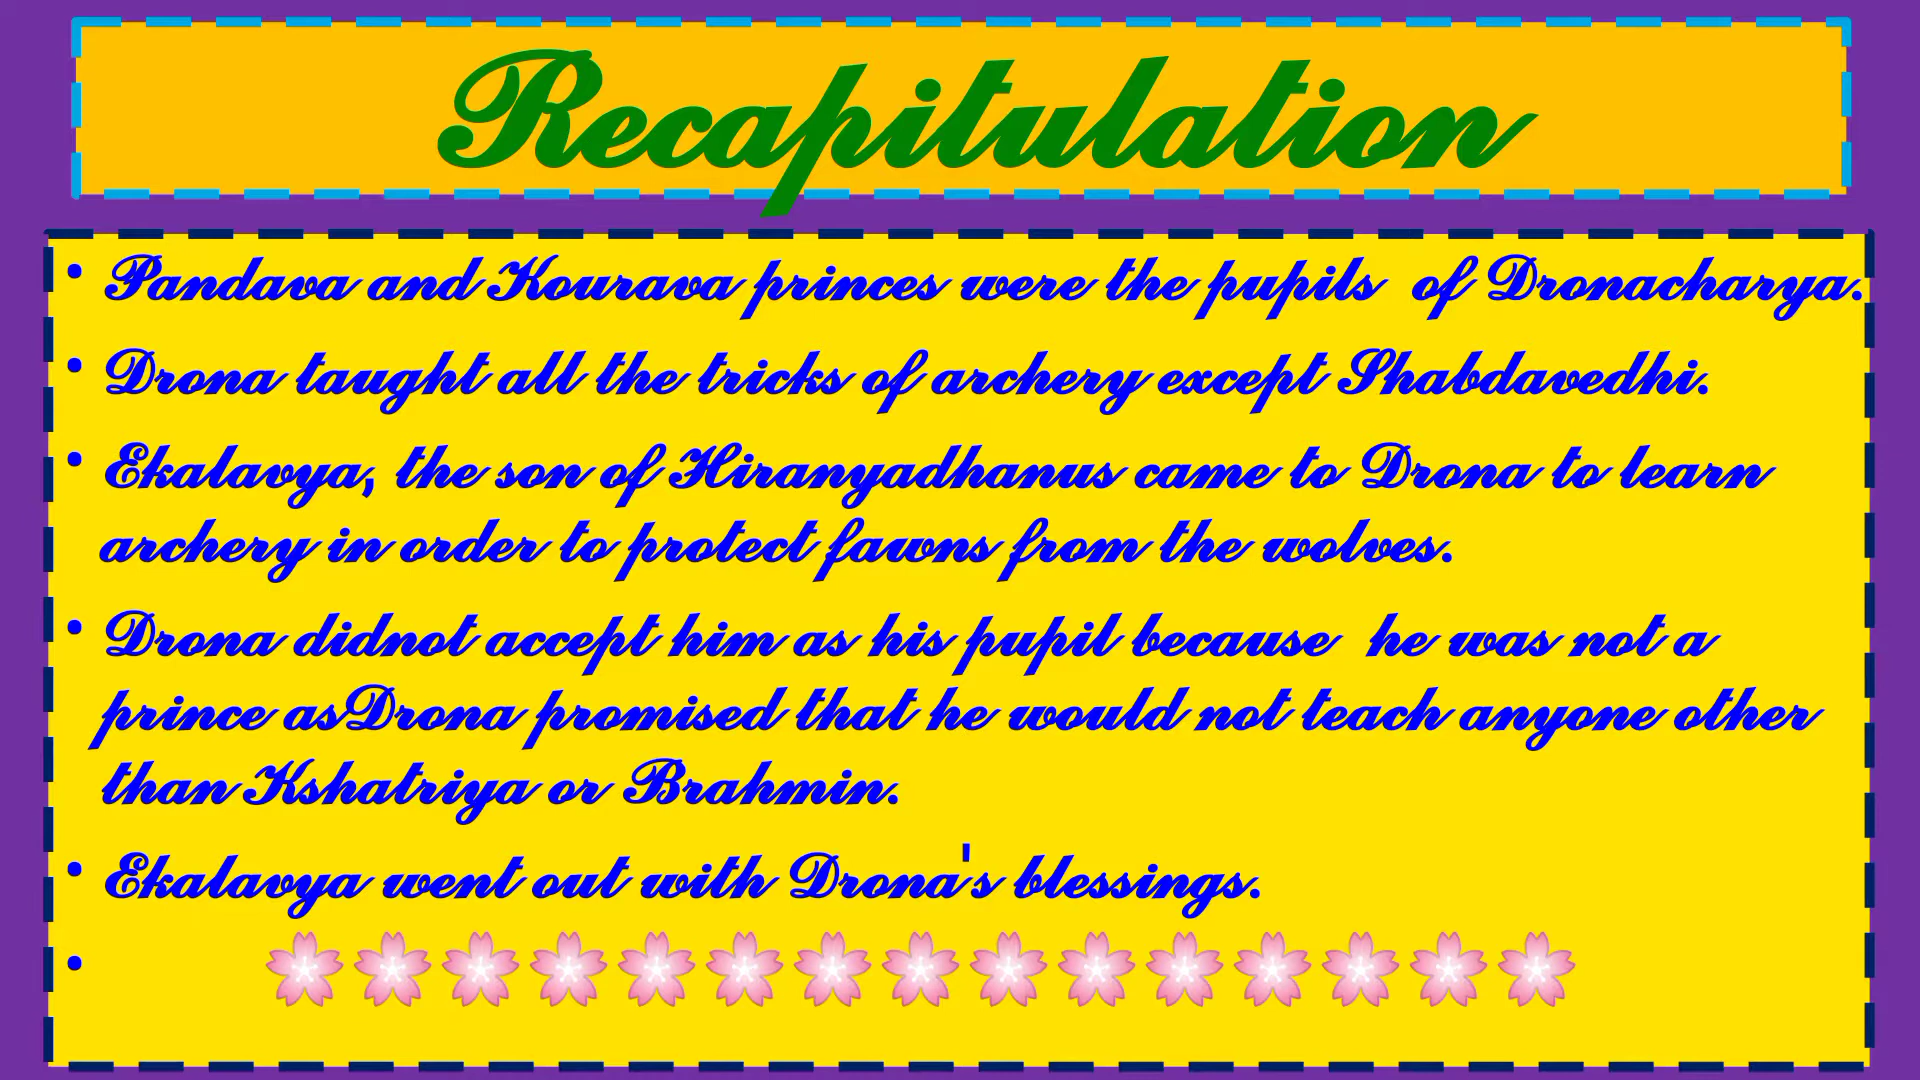 Recapitulation
• Pandava and Kourava princes were the pupils of Dronacharya.
• Drona taught all the tricks of archery except Shabdavedhi.
• Ekalavya, the son of Hiranyadhanus came to Drona to learn
archery in order to protect fawns from the wolves.
• Drona didnot accept him as his pupil because he was not a
prince asDrona promised that he would not teach anyone other
than Kshatriya or Brahmin.
• Ekalavya went out with Drona's blessings.
• 🌸🌸🌸🌸🌸🌸🌸🌸🌸🌸🌸🌸🌸🌸🌸